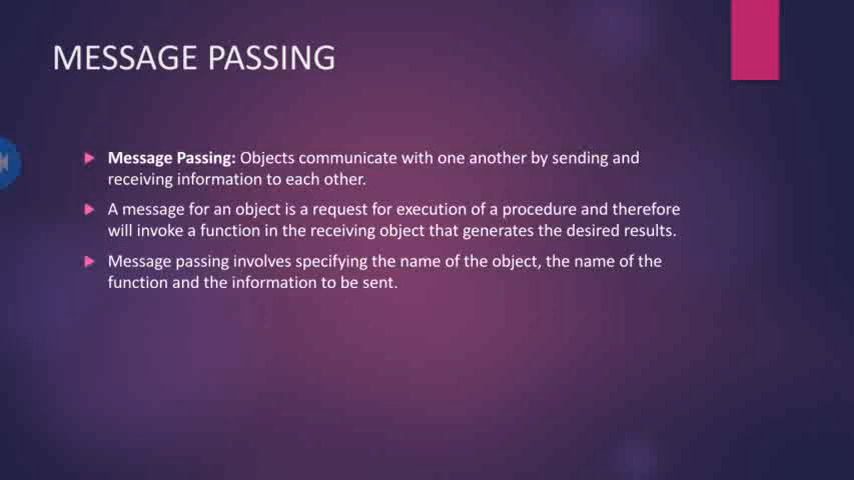 MESSAGE PASSING
Message Passing: Objects communicate with one another by sending and
receiving information to each other.
A message for an object is a request for execution of a procedure and therefore
will invoke a function in the receiving object that generates the desired results.
Message passing involves specifying the name of the object, the name of the
function and the information to be sent.